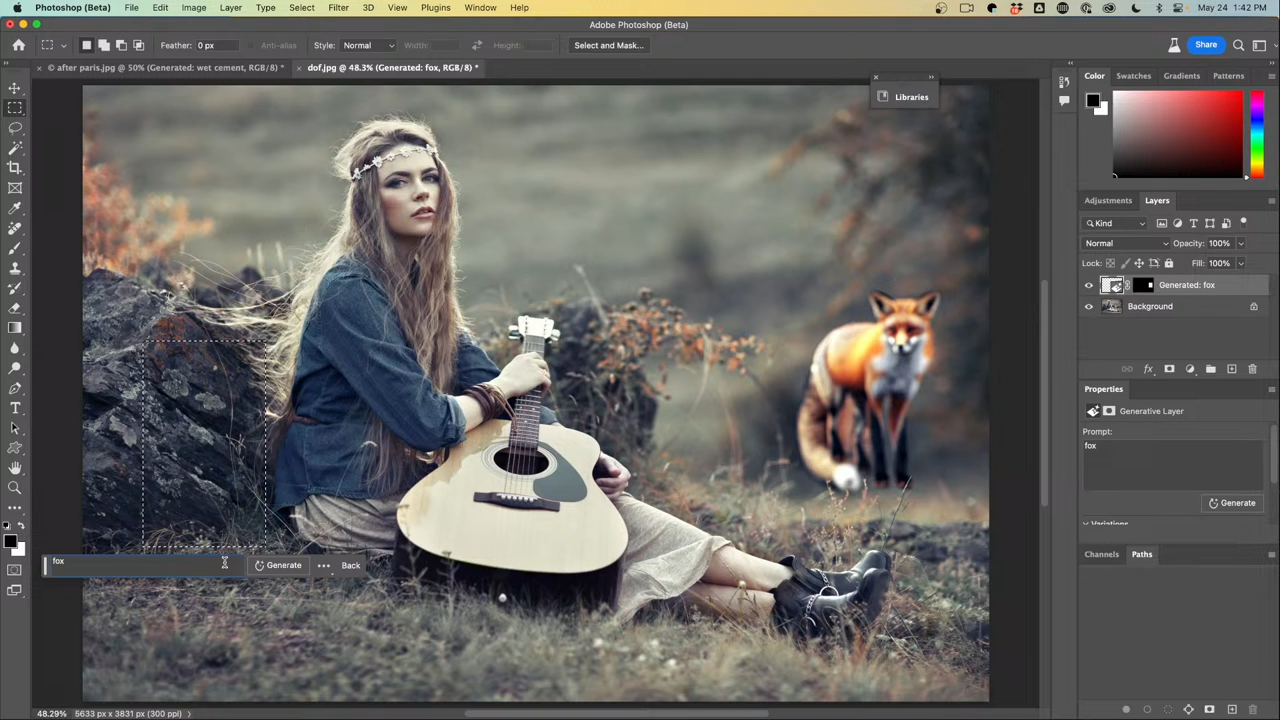 Photoshop (Beta) File Edit Image Layer Type Select Filter 3D View Plugins Window Help
May 24 1:42 PM
Adobe Photoshop (Beta)
Feather: 0 px
Anti-alias
Style: Normal
Width:
Height:
Select and Mask...
Share
× © after paris.jpg @ 50% (Generated: wet cement, RGB/8) *
× dof.jpg @ 48.3% (Generated: fox, RGB/8) *
Libraries
Color Swatches Gradients Patterns
Adjustments Layers
Kind
Normal Opacity: 100%
Lock: Fill: 100%
Generated: fox
Background
Properties
Generative Layer
Prompt:
fox
Generate
Variations
Channels Paths
fox
Generate
••• Back
48.29% 5633 px x 3831 px (300 ppi)